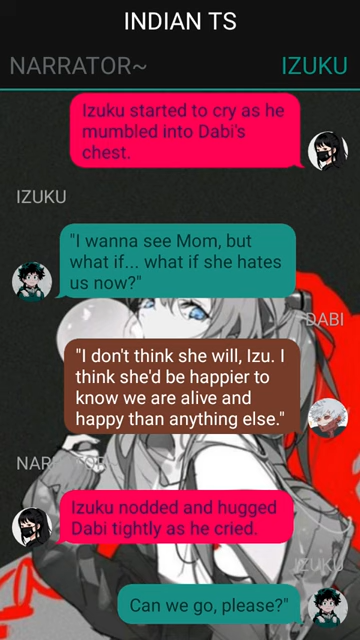 INDIAN TS
NARRATOR~ IZUKU
Izuku started to cry as he
mumbled into Dabi's
chest.
IZUKU
"I wanna see Mom, but
what if... what if she hates
us now?"
DABI
"I don't think she will, Izu. I
think she'd be happier to
know we are alive and
happy than anything else."
NARRATOR
Izuku nodded and hugged
Dabi tightly as he cried.
IZUKU
Can we go, please?"